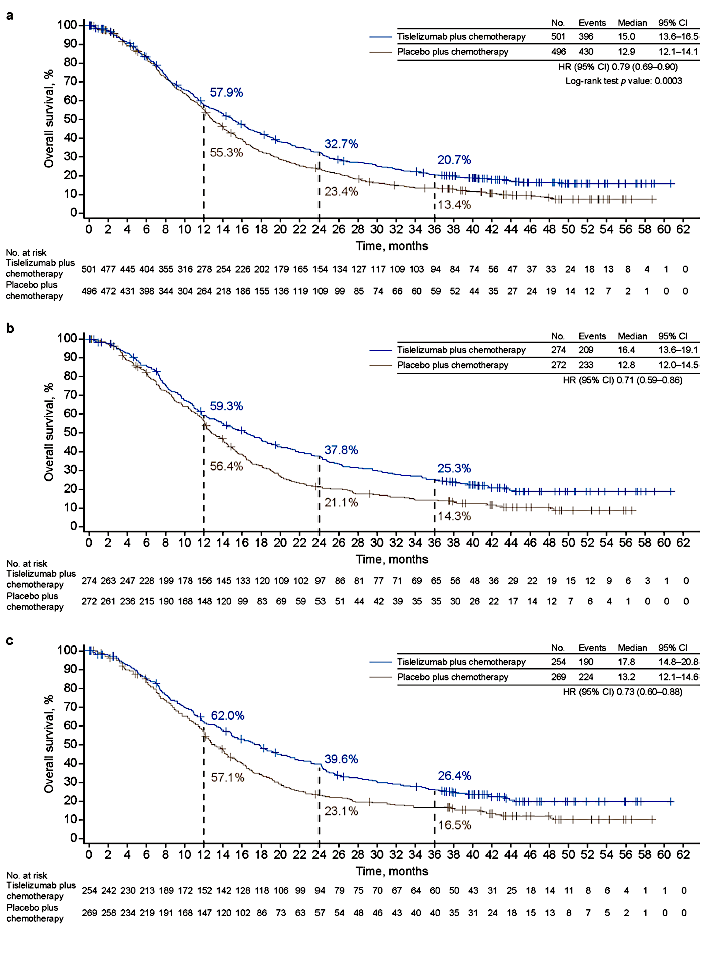 a
No. Events Median 95% CI
Tislelizumab plus chemotherapy 501 396 15.0 13.6–16.5
Placebo plus chemotherapy 496 430 12.9 12.1–14.1
HR (95% CI) 0.79 (0.69–0.90)
Log-rank test p value: 0.0003
Overall survival, %
100
90
80
70
60
50
40
30
20
10
0
57.9%
55.3%
32.7%
23.4%
20.7%
13.4%
0 2 4 6 8 10 12 14 16 18 20 22 24 26 28 30 32 34 36 38 40 42 44 46 48 50 52 54 56 58 60 62
Time, months
No. at risk
Tislelizumab plus
chemotherapy 501 477 445 404 355 316 278 254 226 202 179 165 154 134 127 117 109 103 94 84 74 56 47 37 33 24 18 13 8 4 1 0
Placebo plus
chemotherapy 496 472 431 398 344 304 264 218 186 155 136 119 109 99 85 74 66 60 59 52 44 35 27 24 19 14 12 7 2 1 0 0
b
No. Events Median 95% CI
Tislelizumab plus chemotherapy 274 209 16.4 13.6–19.1
Placebo plus chemotherapy 272 233 12.8 12.0–14.5
HR (95% CI) 0.71 (0.59–0.86)
Overall survival, %
100
90
80
70
60
50
40
30
20
10
0
59.3%
56.4%
37.8%
21.1%
25.3%
14.3%
0 2 4 6 8 10 12 14 16 18 20 22 24 26 28 30 32 34 36 38 40 42 44 46 48 50 52 54 56 58 60 62
Time, months
No. at risk
Tislelizumab plus
chemotherapy 274 263 247 228 199 178 156 145 133 120 109 102 97 86 81 77 71 69 65 56 48 36 29 22 19 15 12 9 6 3 1 0
Placebo plus
chemotherapy 272 261 236 215 190 168 148 120 99 83 69 59 53 51 44 42 39 35 35 30 26 22 17 14 12 7 6 4 1 0 0 0
c
No. Events Median 95% CI
Tislelizumab plus chemotherapy 254 190 17.8 14.8–20.8
Placebo plus chemotherapy 269 224 13.2 12.1–14.6
HR (95% CI) 0.73 (0.60–0.88)
Overall survival, %
100
90
80
70
60
50
40
30
20
10
0
62.0%
57.1%
39.6%
23.1%
26.4%
16.5%
0 2 4 6 8 10 12 14 16 18 20 22 24 26 28 30 32 34 36 38 40 42 44 46 48 50 52 54 56 58 60 62
Time, months
No. at risk
Tislelizumab plus
chemotherapy 254 242 230 213 189 172 152 142 128 118 106 99 94 79 75 70 67 64 60 50 43 31 25 18 14 11 8 6 4 1 1 0
Placebo plus
chemotherapy 269 258 234 219 191 168 147 120 102 86 73 63 57 54 48 46 43 40 40 35 31 24 18 15 13 8 7 5 2 1 0 0